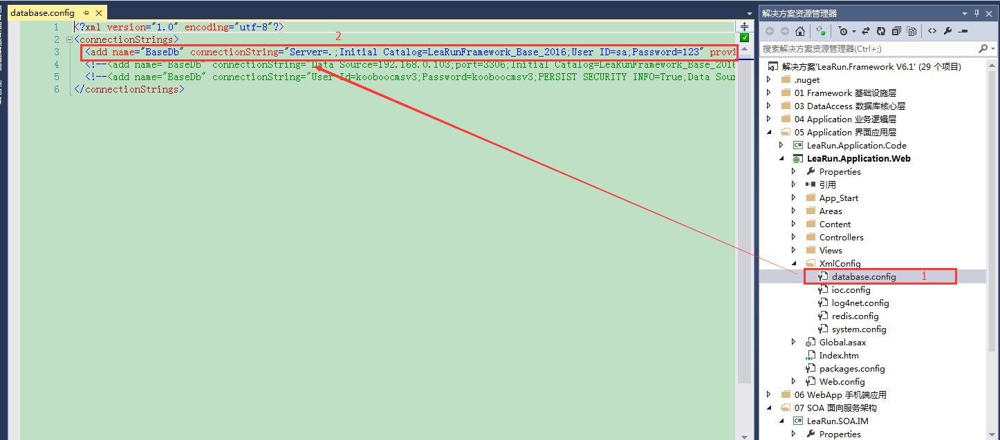 database.config
1 <?xml version="1.0" encoding="utf-8"?>
2
2 <connectionStrings>
3 <add name="BaseDb" connectionString="Server=.;Initial Catalog=LeaRunFramework_Base_2016;User ID=sa;Password=123" provi
4 <!--<add name="BaseDb" connectionString="Data Source=192.168.0.103;port=3306;Initial Catalog=LeaRunFramework_Base_2016
5 <!--<add name="BaseDb" connectionString="User Id=kooboocmsv3;Password=kooboocmsv3;PERSIST SECURITY INFO=True;Data Sour
6 </connectionStrings>
解决方案资源管理器
搜索解决方案资源管理器(Ctrl+;)
解决方案'LeaRun.Framework V6.1' (29 个项目)
.nuget
01 Framework 基础设施层
03 DataAccess 数据库核心层
04 Application 业务逻辑层
05 Application 界面应用层
C# LeaRun.Application.Code
LeaRun.Application.Web
Properties
引用
App_Start
Areas
Content
Controllers
Views
XmlConfig
database.config 1
ioc.config
log4net.config
redis.config
system.config
Global.asax
Index.htm
packages.config
Web.config
06 WebApp 手机端应用
07 SOA 面向服务架构
C# LeaRun.SOA.IM
Properties